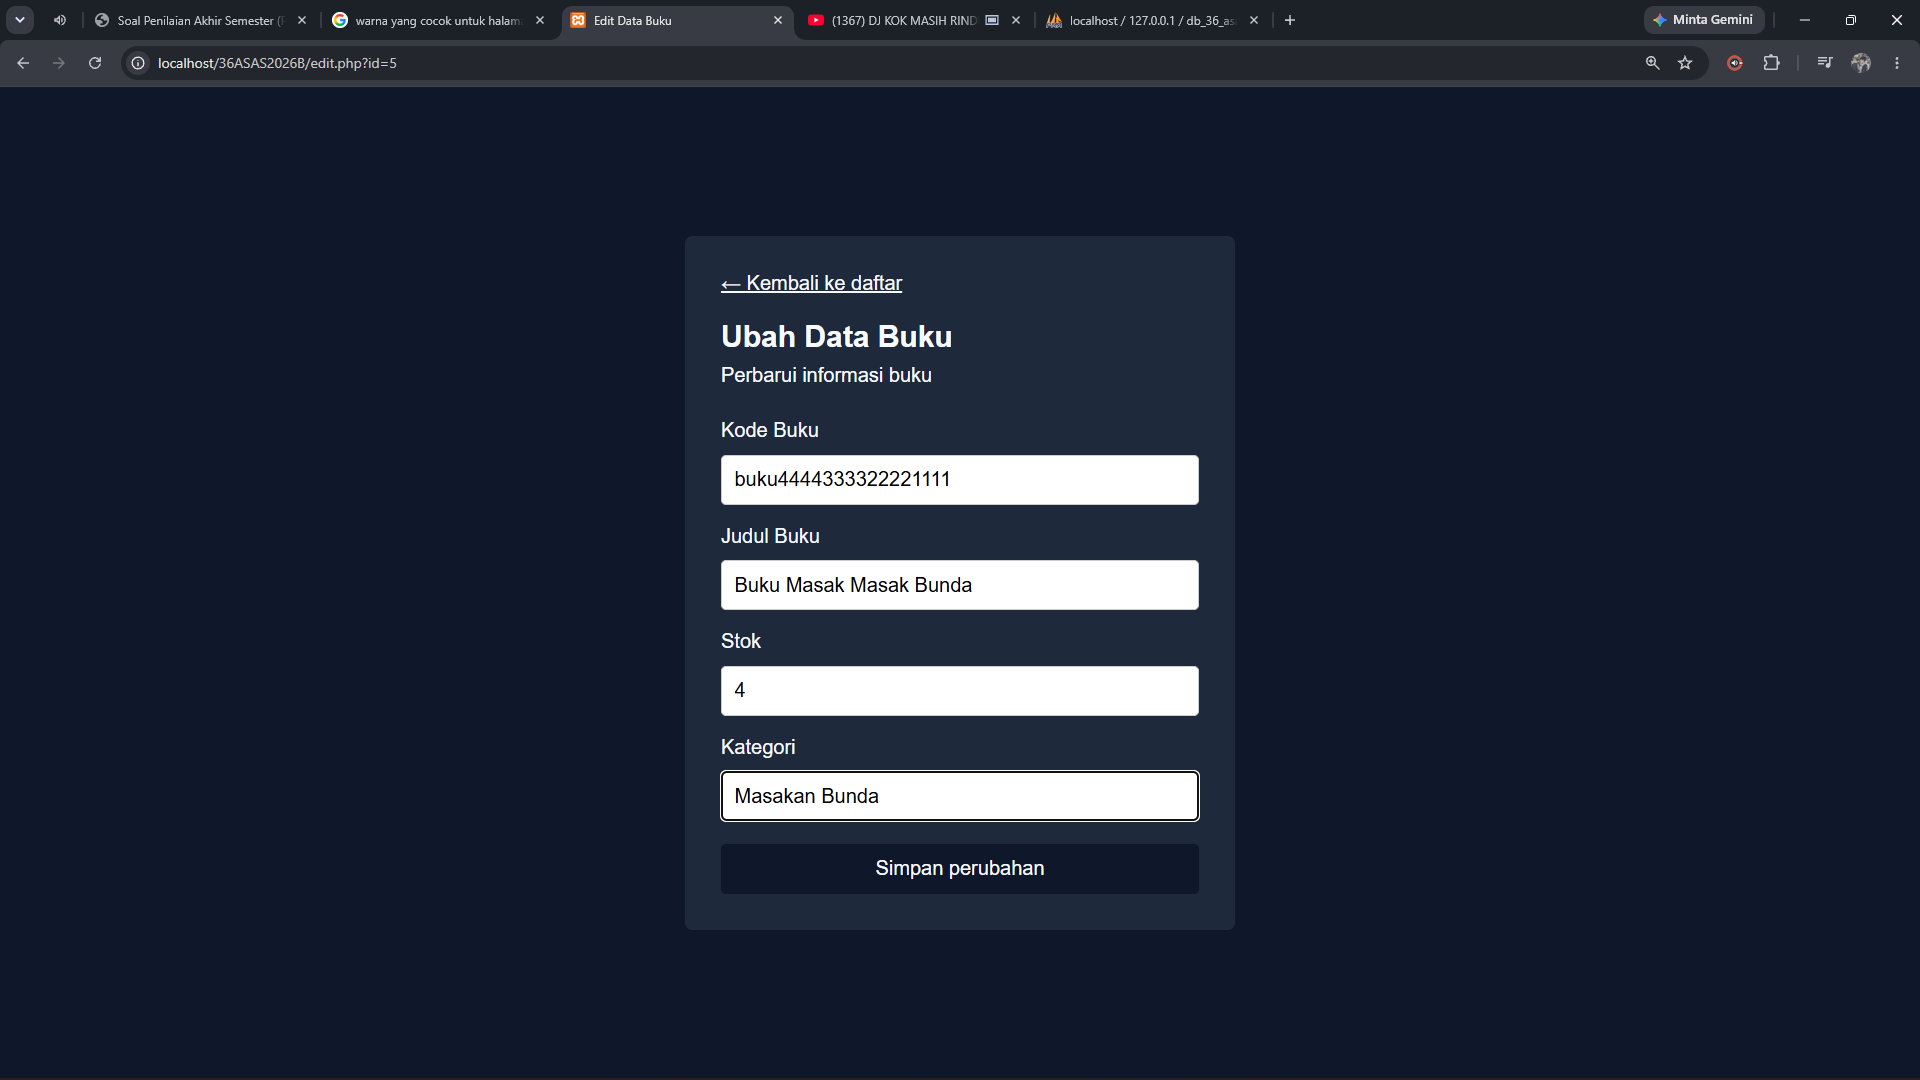 Soal Penilaian Akhir Semester (
warna yang cocok untuk halam
Edit Data Buku
(1367) DJ KOK MASIH RIND
localhost / 127.0.0.1 / db_36_as
Minta Gemini
localhost/36ASAS2026B/edit.php?id=5
← Kembali ke daftar
Ubah Data Buku
Perbarui informasi buku
Kode Buku
buku4444333322221111
Judul Buku
Buku Masak Masak Bunda
Stok
4
Kategori
Masakan Bunda
Simpan perubahan